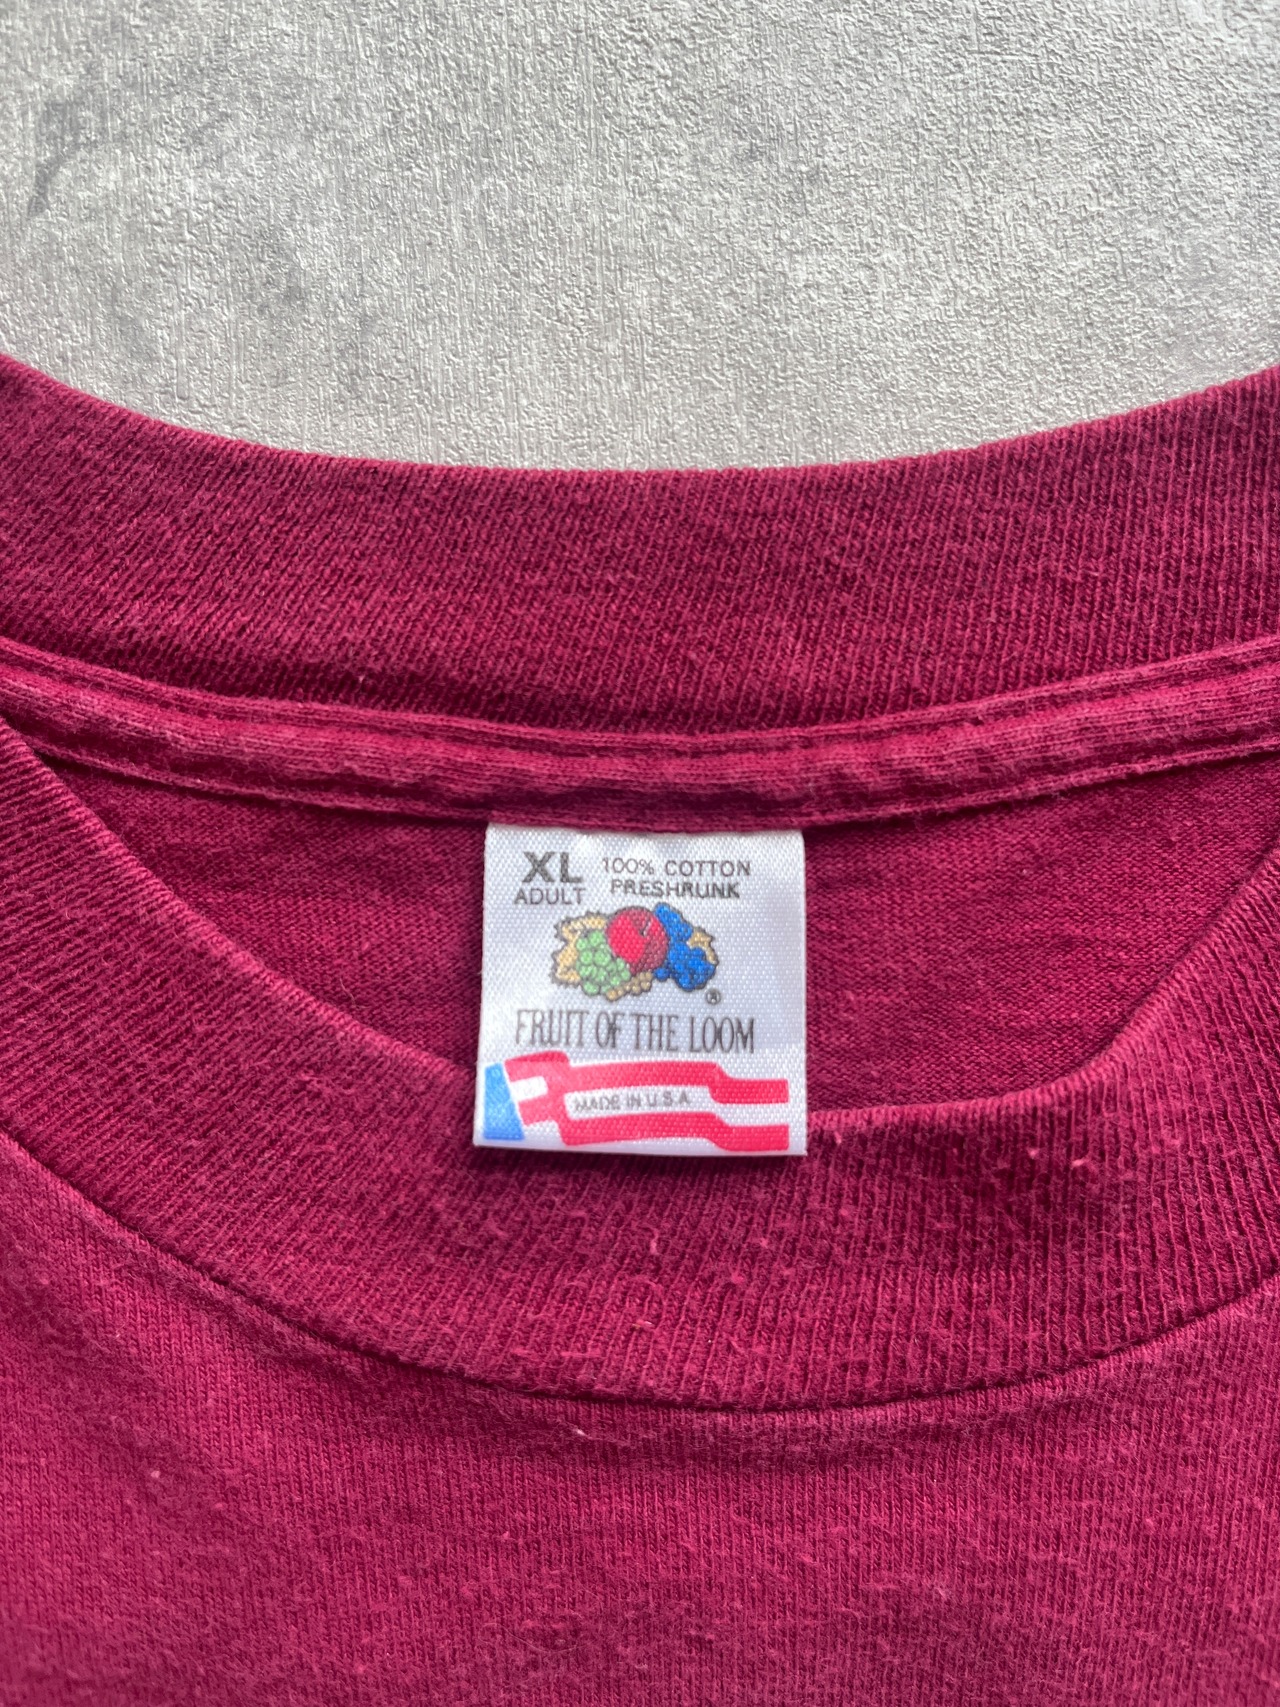 XL
ADULT
100% COTTON
PRESHRUNK
®
FRUIT OF THE LOOM
MADE IN U.S.A.